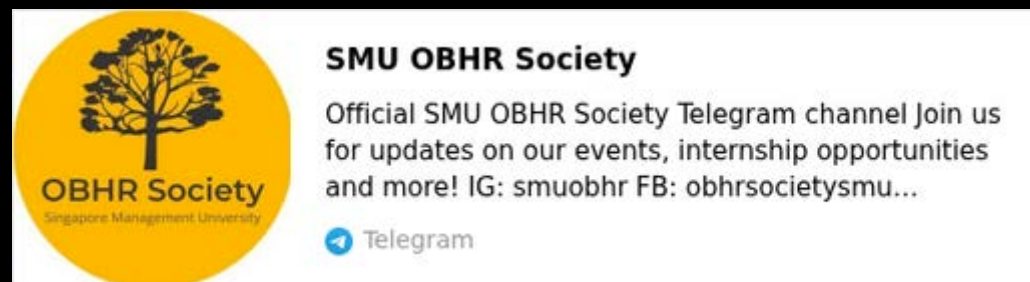 OBHR Society
Singapore Management University
SMU OBHR Society
Official SMU OBHR Society Telegram channel Join us
for updates on our events, internship opportunities
and more! IG: smuobhr FB: obhrsocietysmu...
Telegram